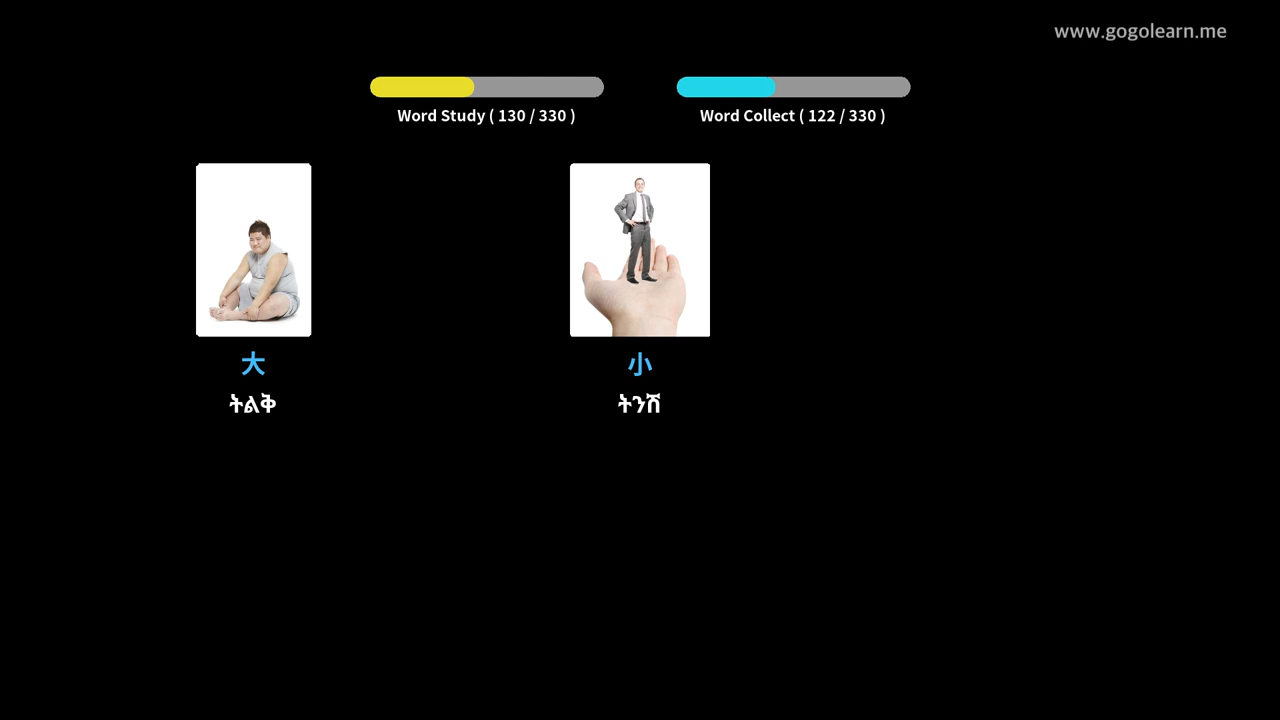 www.gogolearn.me
Word Study ( 130 / 330 )
Word Collect ( 122 / 330 )
大
小
ትልቅ
ትንሽ